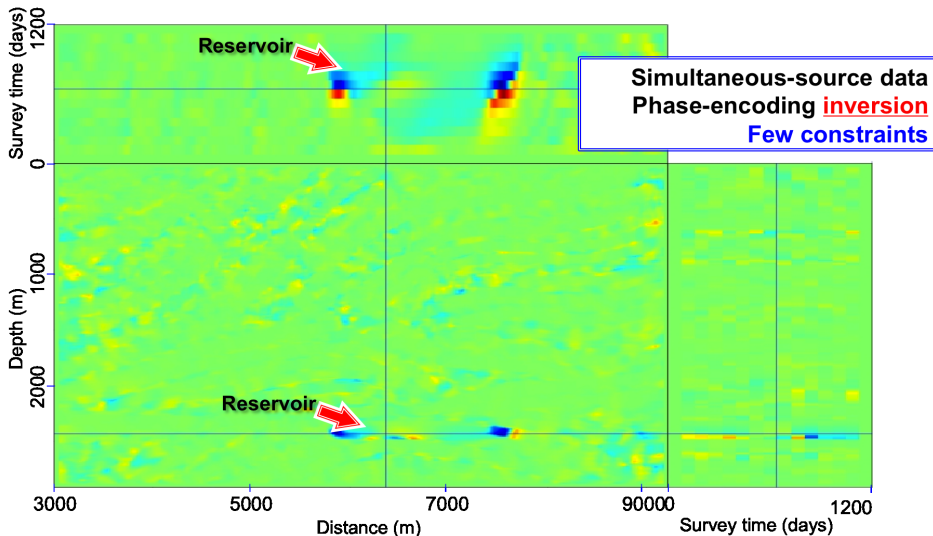 1200
Survey time (days)
Reservoir
Simultaneous-source data
Phase-encoding inversion
Few constraints
0
1000
Depth (m)
2000
Reservoir
3000
5000
7000
90000
1200
Distance (m)
Survey time (days)